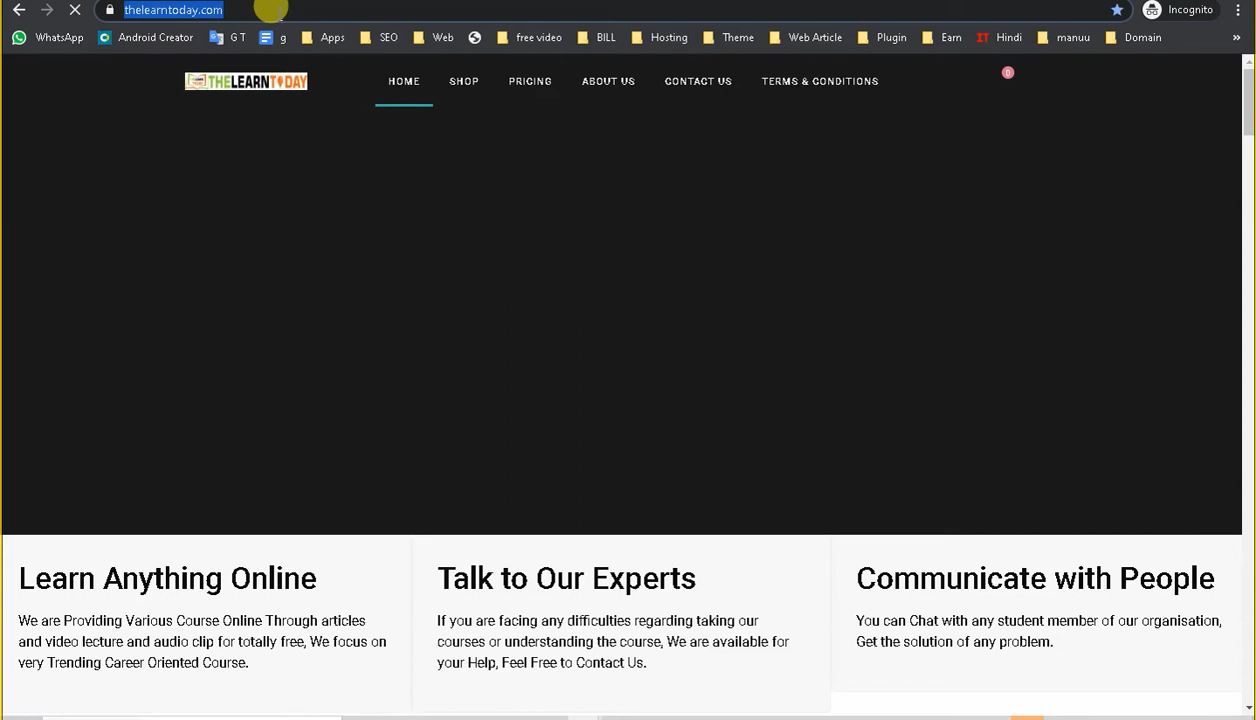 thelearntoday.com
Incognito
WhatsApp Android Creator G T g Apps SEO Web free video BILL Hosting Theme Web Article Plugin Earn IT Hindi manuu Domain »
THELEARNTODAY HOME SHOP PRICING ABOUT US CONTACT US TERMS & CONDITIONS 0
Learn Anything Online
We are Providing Various Course Online Through articles
and video lecture and audio clip for totally free, We focus on
very Trending Career Oriented Course.
Talk to Our Experts
If you are facing any difficulties regarding taking our
courses or understanding the course, We are available for
your Help, Feel Free to Contact Us.
Communicate with People
You can Chat with any student member of our organisation,
Get the solution of any problem.